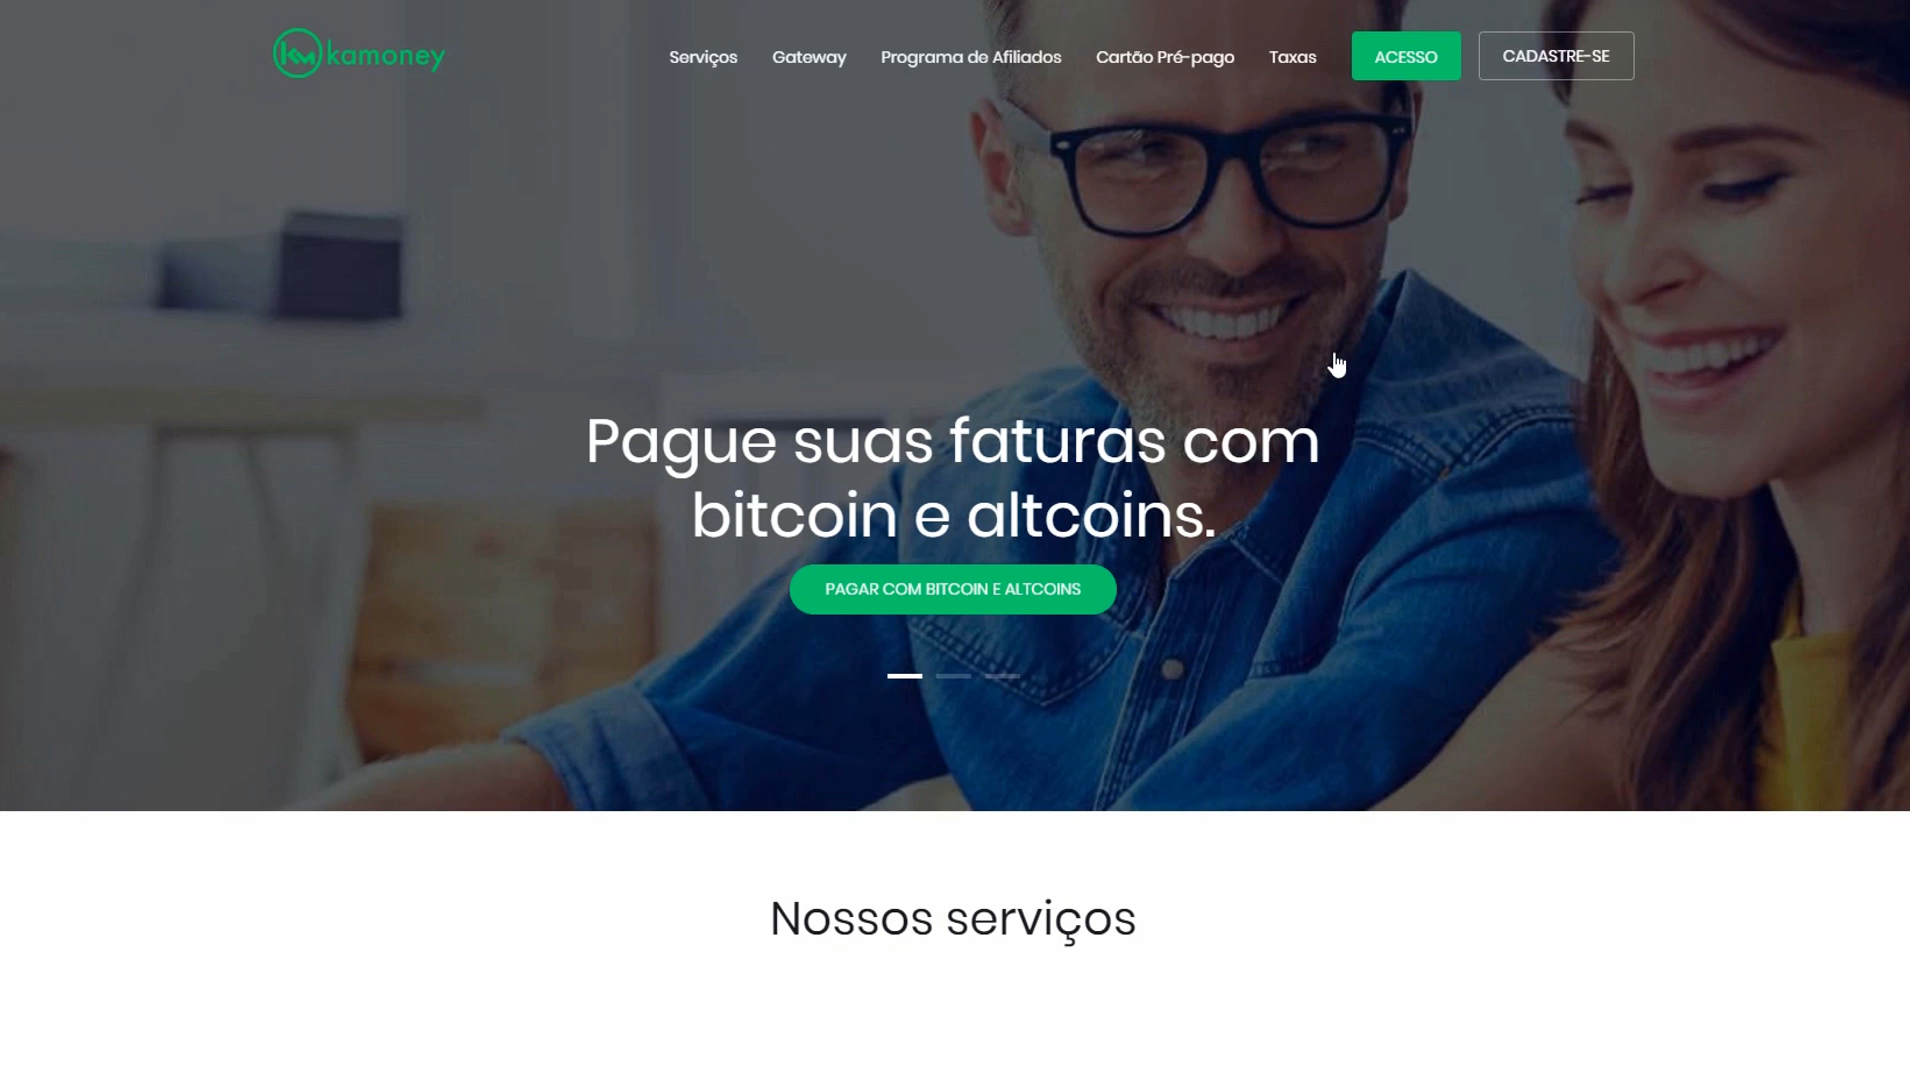 kamoney
Serviços
Gateway
Programa de Afiliados
Cartão Pré-pago
Taxas
ACESSO
CADASTRE-SE
Pague suas faturas com
bitcoin e altcoins.
PAGAR COM BITCOIN E ALTCOINS
Nossos serviços